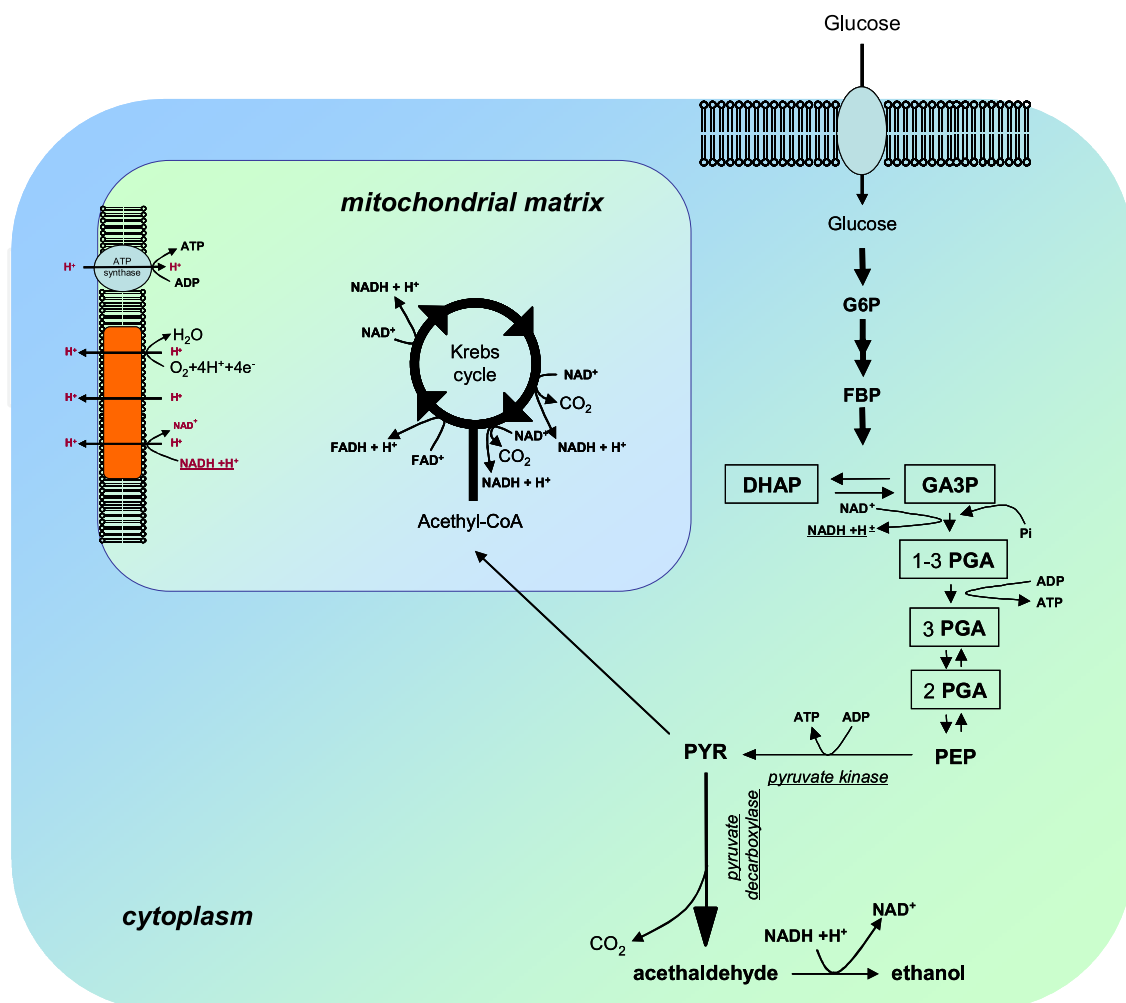 Glucose
mitochondrial matrix
Glucose
ATP
H⁺
ATP
synthase
H⁺
ADP
NADH + H⁺
G6P
NAD⁺
H₂O
H⁺
H⁺
O₂+4H⁺+4e⁻
Krebs
cycle
NAD⁺
CO₂
FBP
H⁺
H⁺
NAD⁺
H⁺
H⁺
NADH +H⁺
FADH + H⁺
FAD⁺
NAD⁺
CO₂
NADH + H⁺
NADH + H⁺
DHAP
GA3P
NAD⁺
NADH +H±
Pi
Acethyl-CoA
1-3 PGA
ADP
ATP
3 PGA
2 PGA
ATP
ADP
PYR
PEP
pyruvate kinase
pyruvate
decarboxylase
cytoplasm
CO₂
NADH +H⁺
NAD⁺
acethaldehyde
ethanol